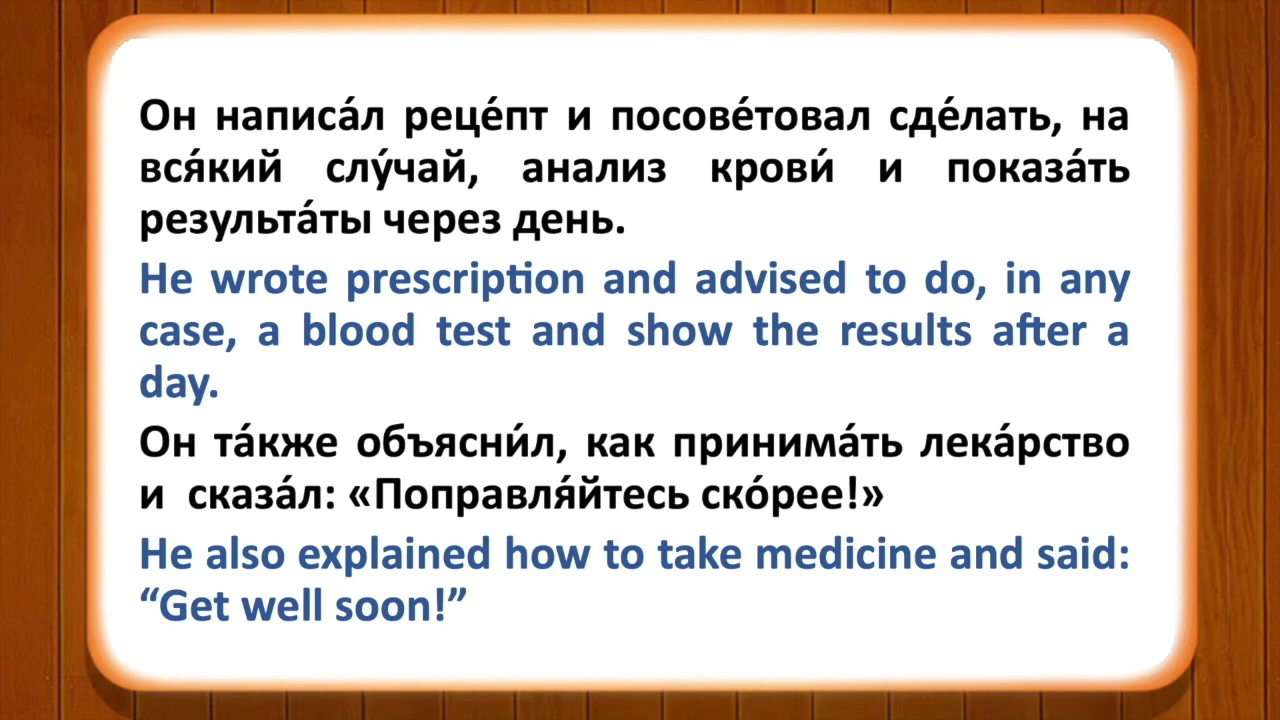 Он написа́л реце́пт и посове́товал сде́лать, на
вся́кий слу́чай, анализ крови́ и показа́ть
результа́ты через день.
He wrote prescription and advised to do, in any
case, a blood test and show the results after a
day.
Он та́кже объясни́л, как принима́ть лека́рство
и сказа́л: «Поправля́йтесь ско́рее!»
He also explained how to take medicine and said:
“Get well soon!”